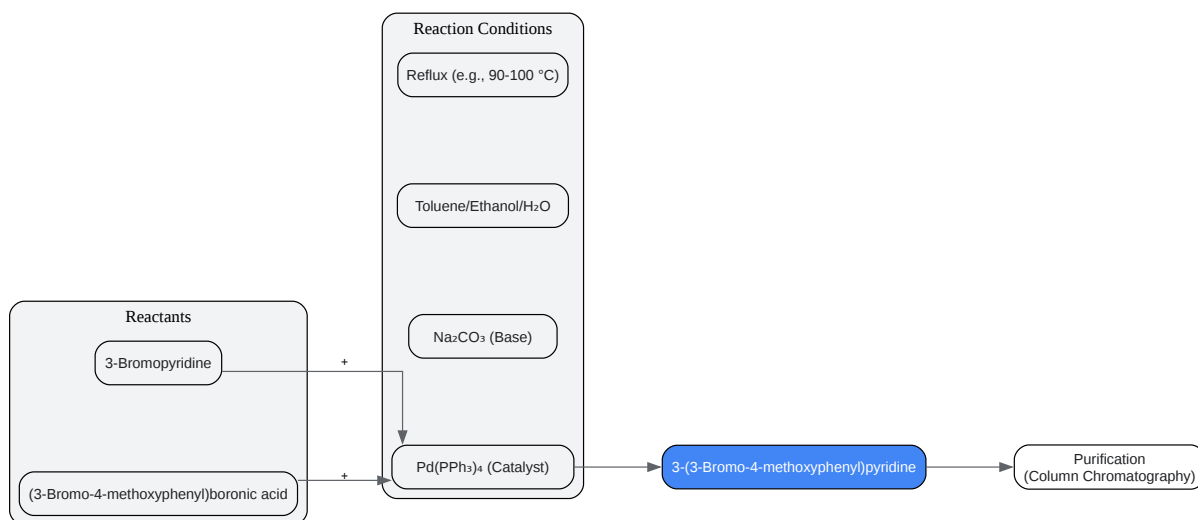 Reaction Conditions
Reflux (e.g., 90-100 °C)
Toluene/Ethanol/H₂O
Na₂CO₃ (Base)
Pd(PPh₃)₄ (Catalyst)
Reactants
3-Bromopyridine
(3-Bromo-4-methoxyphenyl)boronic acid
+
+
3-(3-Bromo-4-methoxyphenyl)pyridine
Purification
(Column Chromatography)